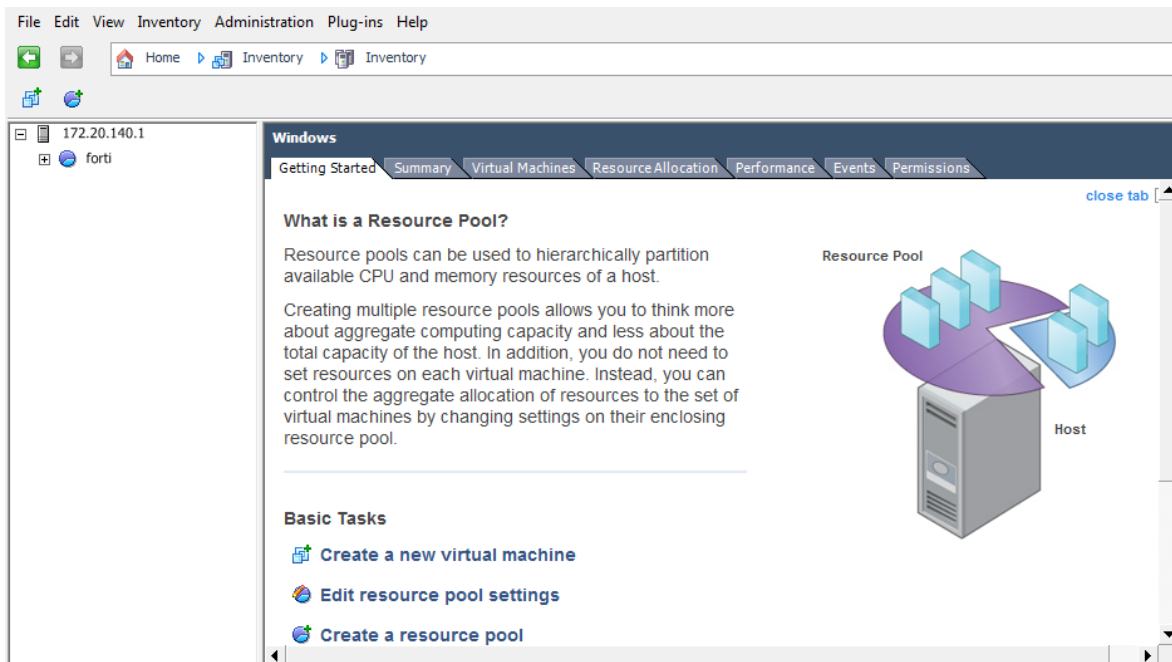 File Edit View Inventory Administration Plug-ins Help
Home Inventory Inventory
172.20.140.1
forti
Windows
Getting Started Summary Virtual Machines Resource Allocation Performance Events Permissions
close tab [
What is a Resource Pool?
Resource pools can be used to hierarchically partition
available CPU and memory resources of a host.
Creating multiple resource pools allows you to think more
about aggregate computing capacity and less about the
total capacity of the host. In addition, you do not need to
set resources on each virtual machine. Instead, you can
control the aggregate allocation of resources to the set of
virtual machines by changing settings on their enclosing
resource pool.
Resource Pool
Host
Basic Tasks
Create a new virtual machine
Edit resource pool settings
Create a resource pool